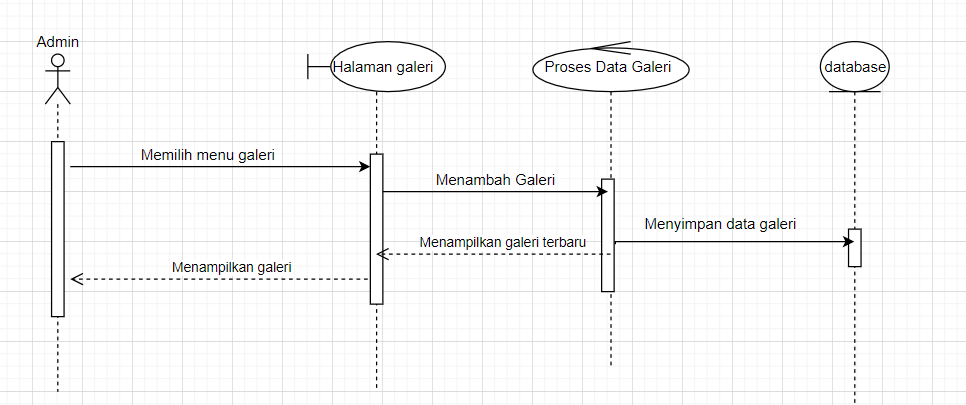 Admin
Halaman galeri
Proses Data Galeri
database
Memilih menu galeri
Menambah Galeri
Menyimpan data galeri
Menampilkan galeri terbaru
Menampilkan galeri